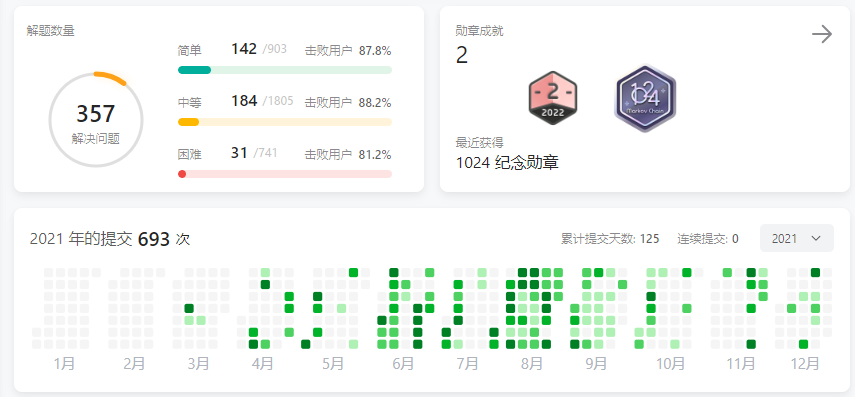 解题数量
357
解决问题
简单 142 /903 击败用户 87.8%
中等 184 /1805 击败用户 88.2%
困难 31 /741 击败用户 81.2%
勋章成就
2
2
2022
1024
Markov Chain
最近获得
1024 纪念勋章
2021 年的提交 693 次 累计提交天数: 125 连续提交: 0 2021
1月 2月 3月 4月 5月 6月 7月 8月 9月 10月 11月 12月